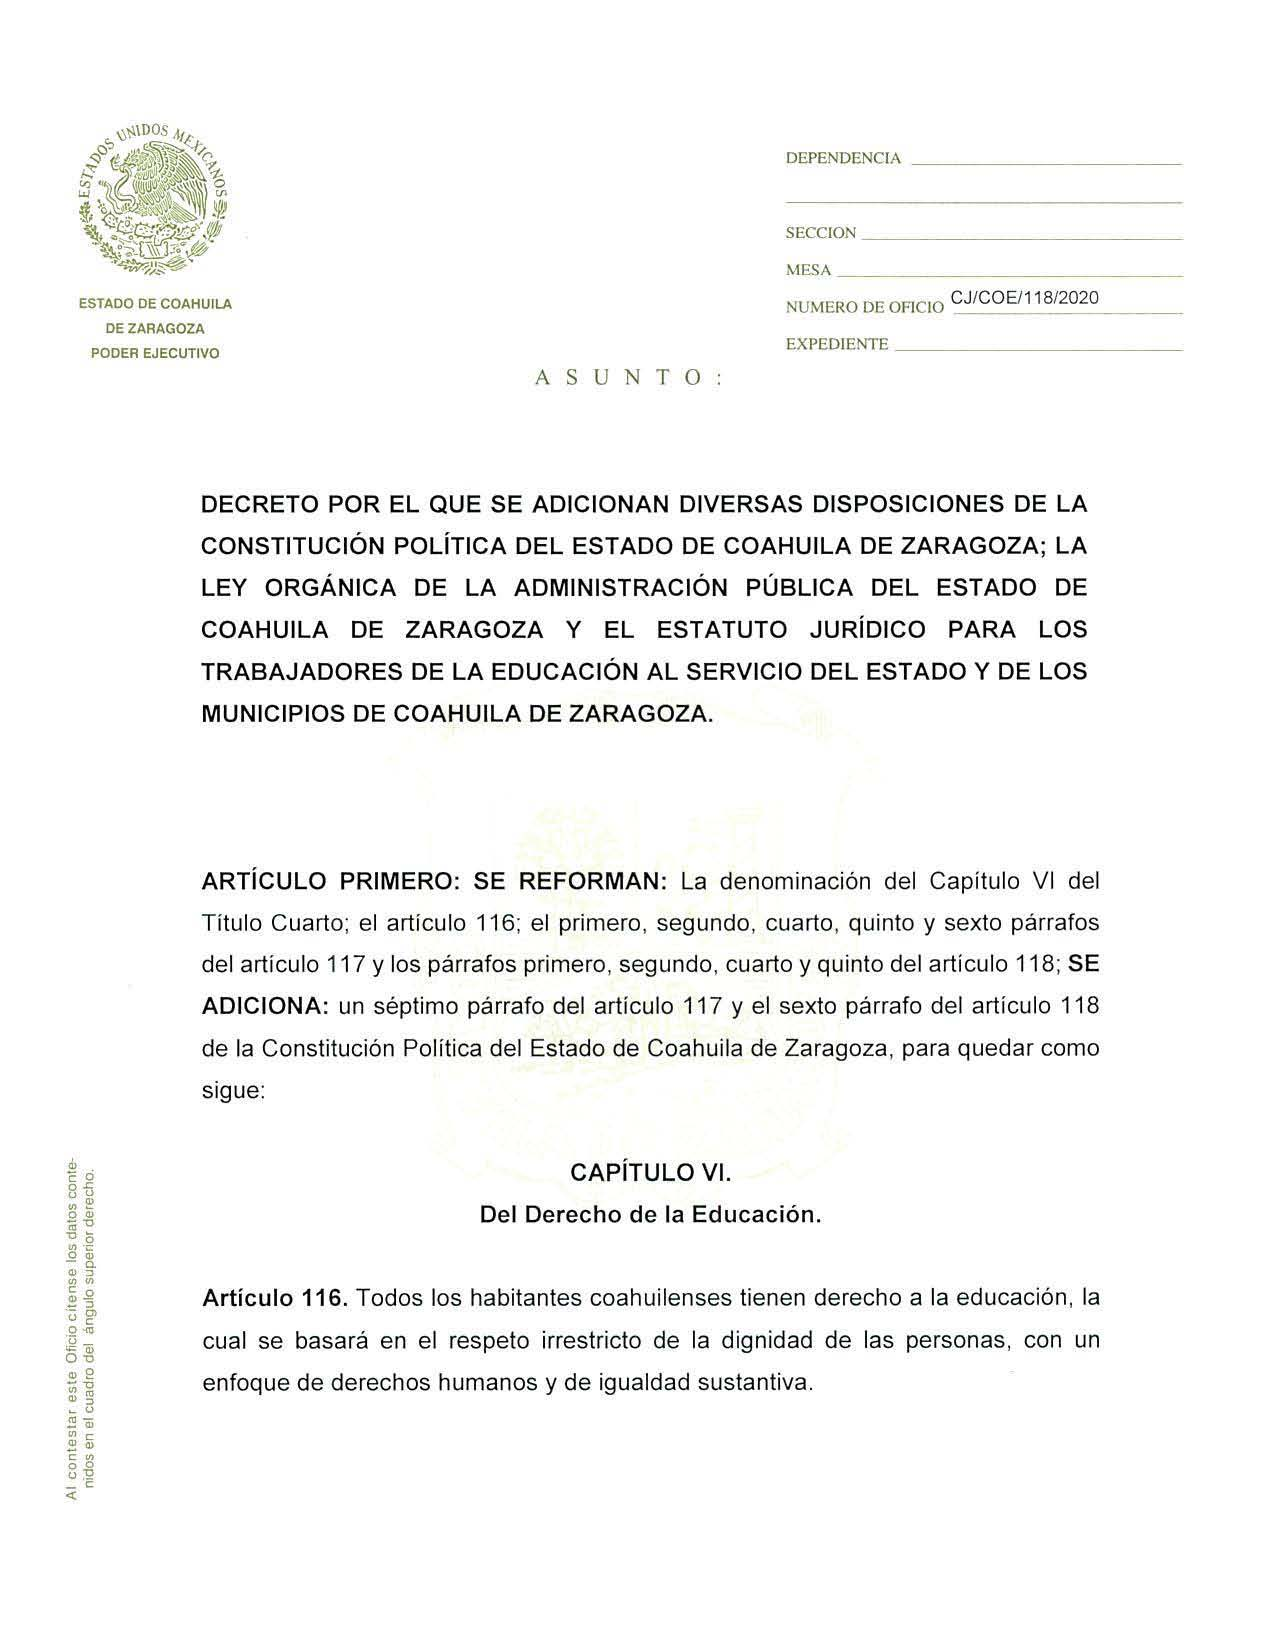 ESTADOS UNIDOS MEXICANOS
ESTADO DE COAHUILA
DE ZARAGOZA
PODER EJECUTIVO
DEPENDENCIA
SECCION
MESA
NUMERO DE OFICIO CJ/COE/118/2020
EXPEDIENTE
ASUNTO:
DECRETO POR EL QUE SE ADICIONAN DIVERSAS DISPOSICIONES DE LA
CONSTITUCIÓN POLÍTICA DEL ESTADO DE COAHUILA DE ZARAGOZA; LA
LEY ORGÁNICA DE LA ADMINISTRACIÓN PÚBLICA DEL ESTADO DE
COAHUILA DE ZARAGOZA Y EL ESTATUTO JURÍDICO PARA LOS
TRABAJADORES DE LA EDUCACIÓN AL SERVICIO DEL ESTADO Y DE LOS
MUNICIPIOS DE COAHUILA DE ZARAGOZA.
ARTÍCULO PRIMERO: SE REFORMAN: La denominación del Capítulo VI del
Título Cuarto; el artículo 116; el primero, segundo, cuarto, quinto y sexto párrafos
del artículo 117 y los párrafos primero, segundo, cuarto y quinto del artículo 118; SE
ADICIONA: un séptimo párrafo del artículo 117 y el sexto párrafo del artículo 118
de la Constitución Política del Estado de Coahuila de Zaragoza, para quedar como
sigue:
CAPÍTULO VI.
Del Derecho de la Educación.
Artículo 116. Todos los habitantes coahuilenses tienen derecho a la educación, la
cual se basará en el respeto irrestricto de la dignidad de las personas, con un
enfoque de derechos humanos y de igualdad sustantiva.
Al contestar este Oficio cítense los datos conte-
nidos en el cuadro del ángulo superior derecho.